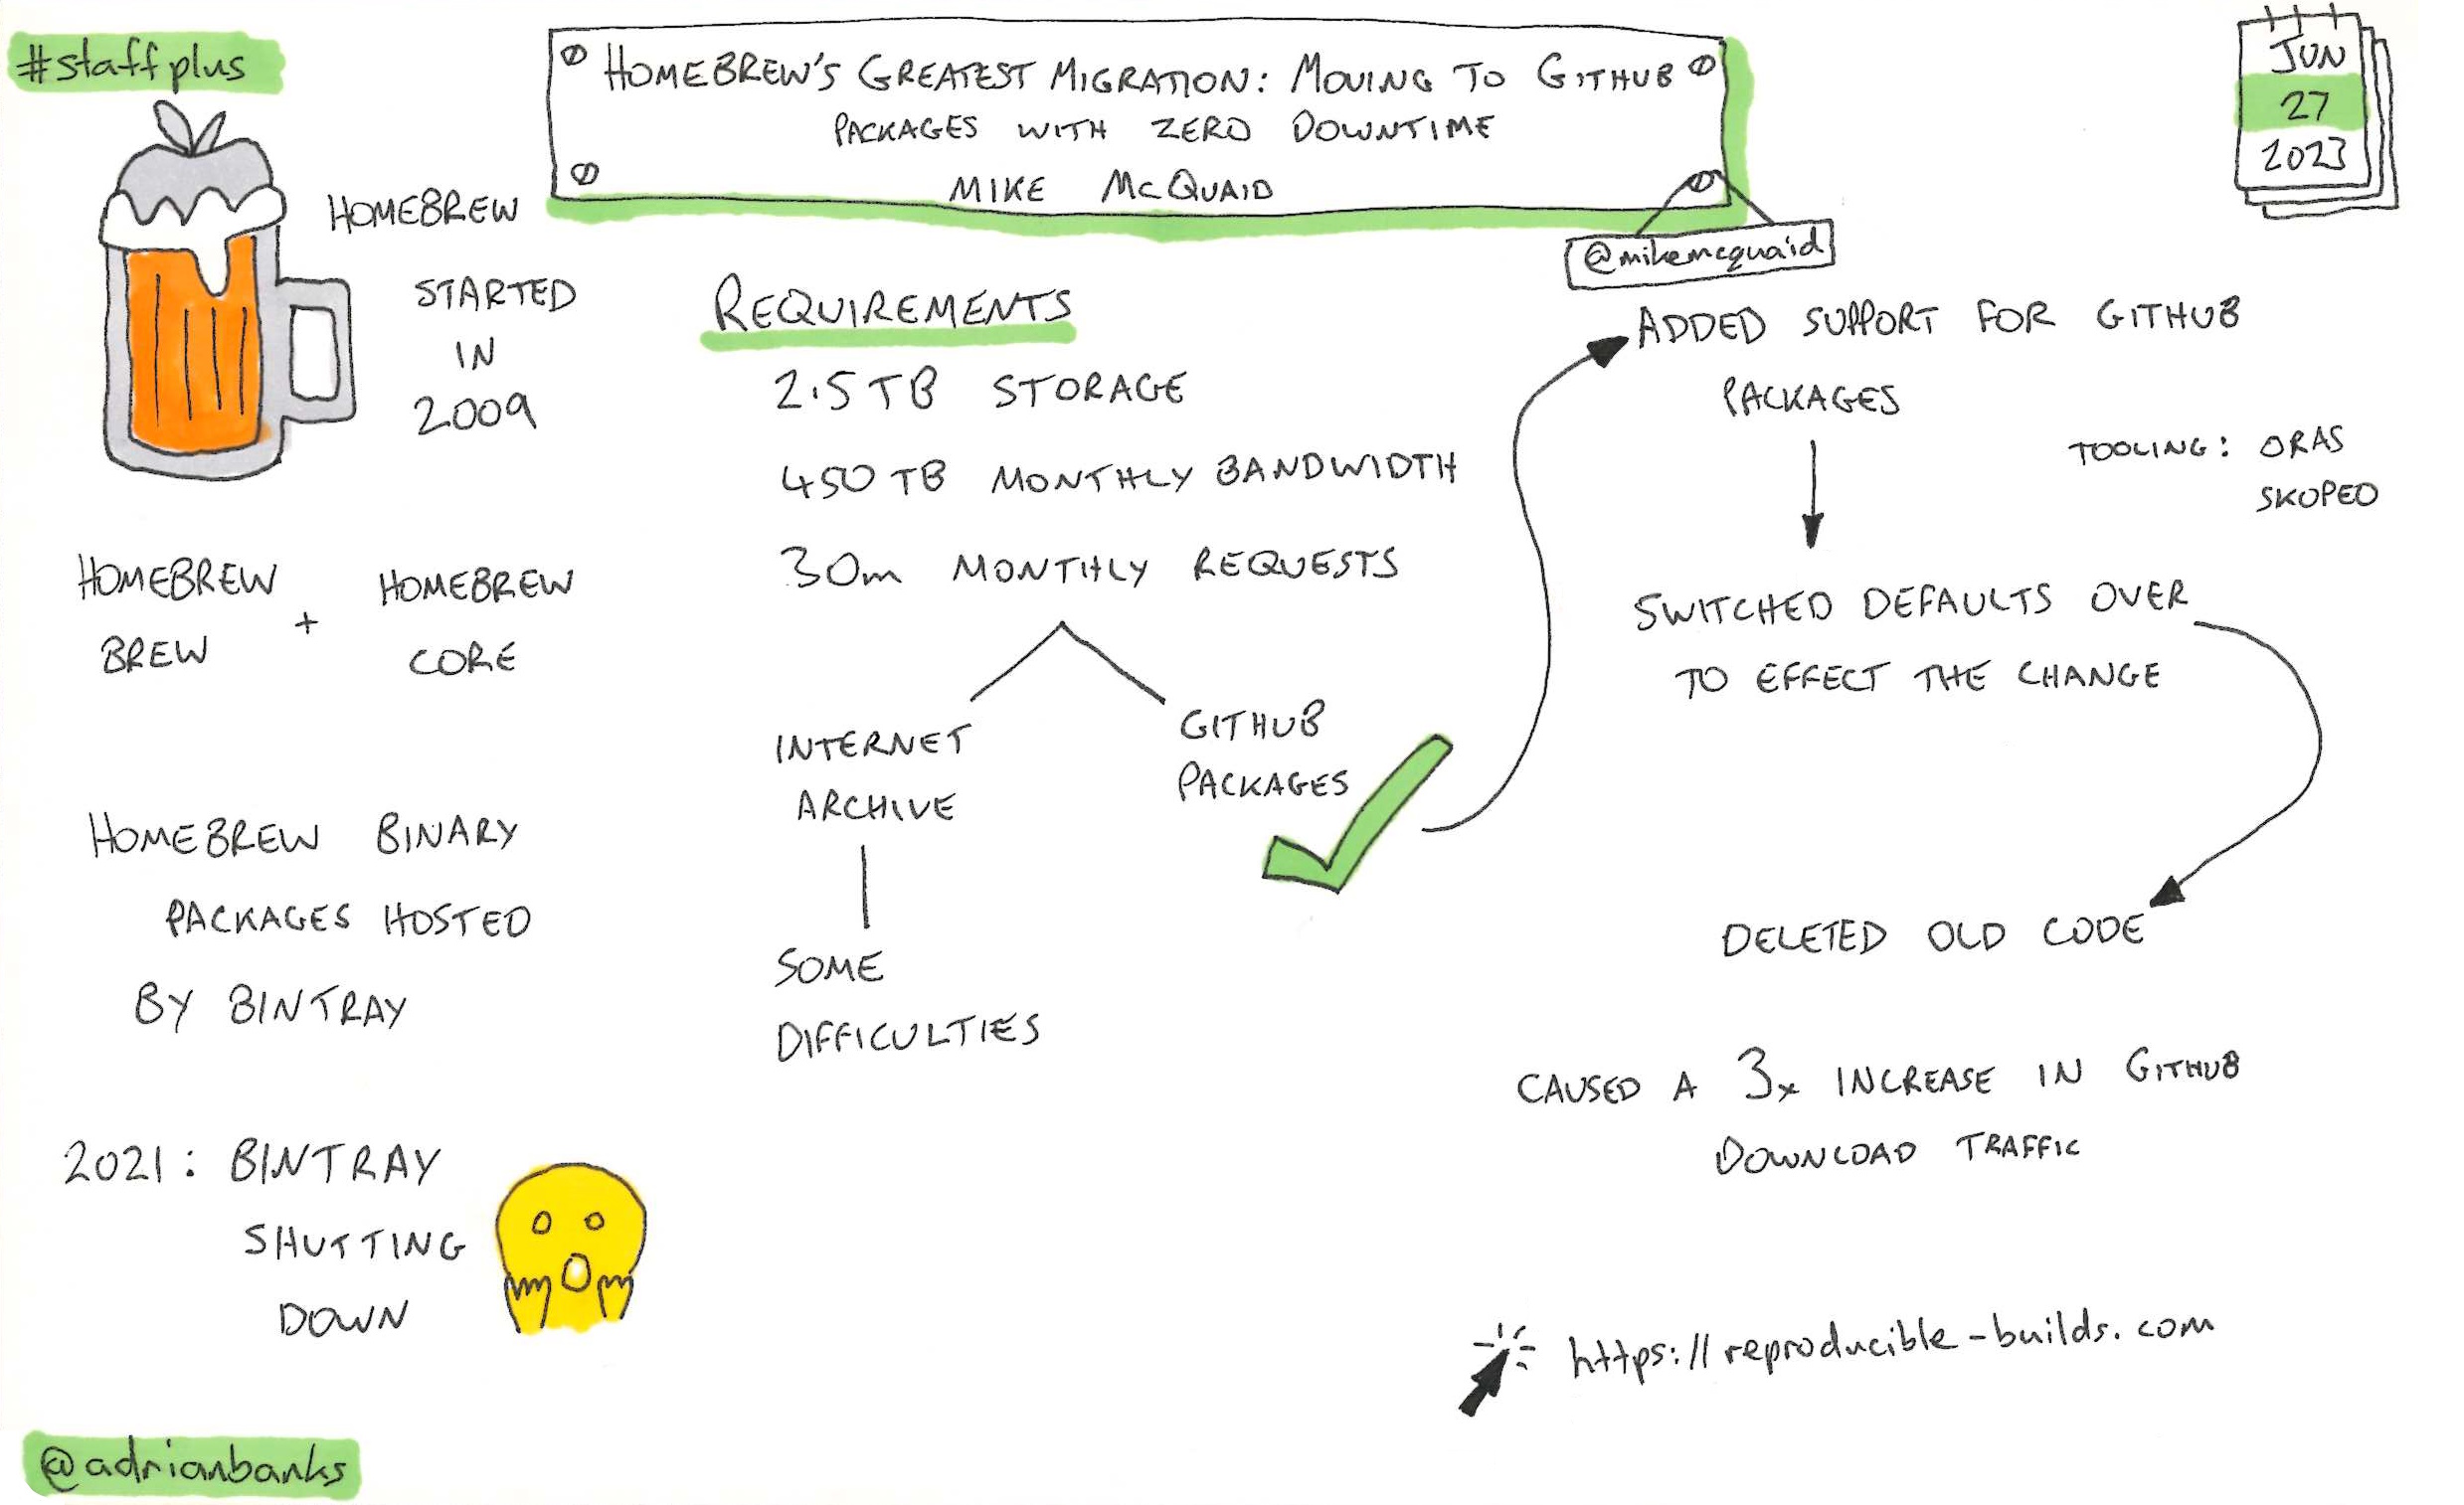 #staffplus
HOMEBREW'S GREATEST MIGRATION: MOVING TO GITHUB
PACKAGES WITH ZERO DOWNTIME
MIKE MCQUAID
@mikemcquaid
JUN
27
2023
HOMEBREW
STARTED
IN
2009
HOMEBREW
BREW
+
HOMEBREW
CORE
HOMEBREW BINARY
PACKAGES HOSTED
BY BINTRAY
2021: BINTRAY
SHUTTING
DOWN
REQUIREMENTS
2.5 TB STORAGE
450 TB MONTHLY BANDWIDTH
30m MONTHLY REQUESTS
INTERNET
ARCHIVE
SOME
DIFFICULTIES
GITHUB
PACKAGES
ADDED SUPPORT FOR GITHUB
PACKAGES
TOOLING: ORAS
SKOPEO
SWITCHED DEFAULTS OVER
TO EFFECT THE CHANGE
DELETED OLD CODE
CAUSED A 3x INCREASE IN GITHUB
DOWNLOAD TRAFFIC
https://reproducible-builds.com
@adrianbanks